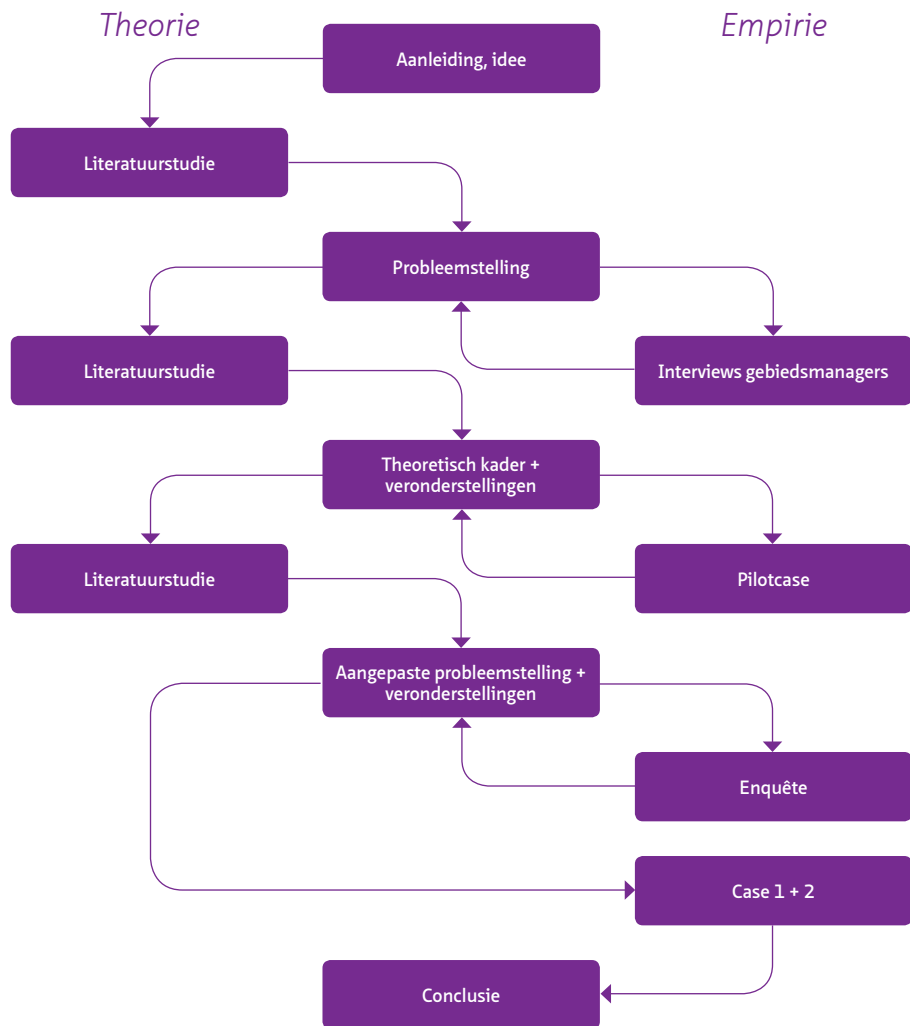 Theorie
Empirie
Aanleiding, idee
Literatuurstudie
Probleemstelling
Literatuurstudie
Interviews gebiedsmanagers
Theoretisch kader +
veronderstellingen
Literatuurstudie
Pilotcase
Aangepaste probleemstelling +
veronderstellingen
Enquête
Case 1 + 2
Conclusie